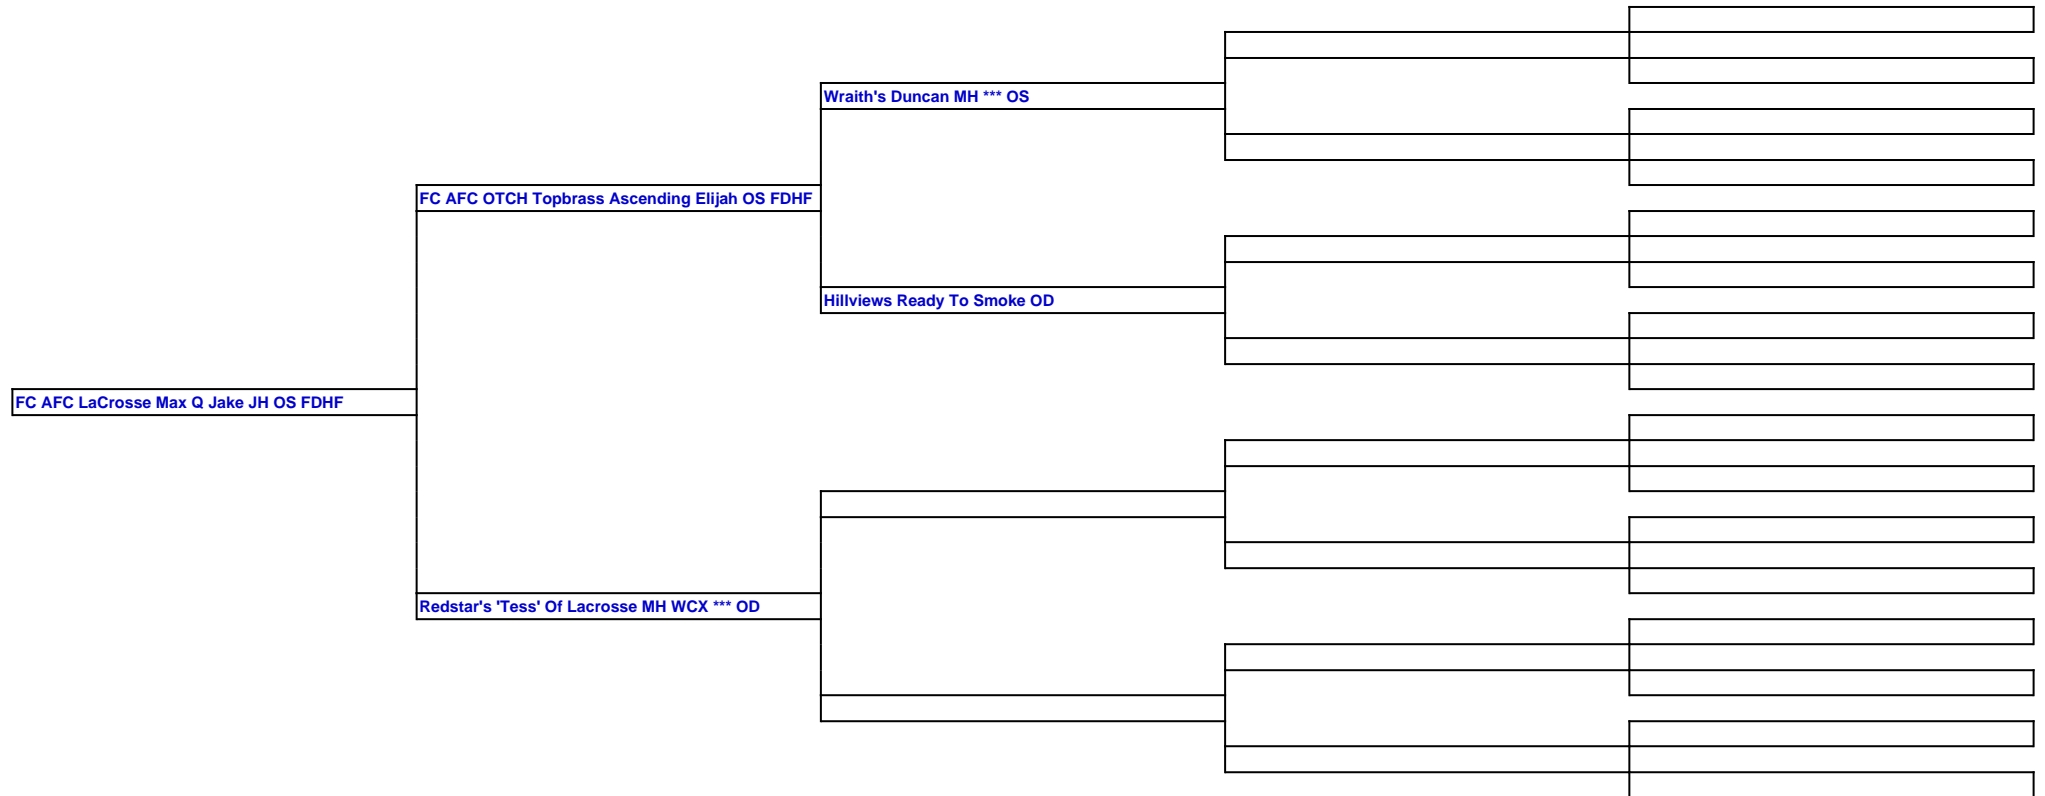 Wraith's Duncan MH *** OS
FC AFC OTCH Topbrass Ascending Elijah OS FDHF
Hillviews Ready To Smoke OD
FC AFC LaCrosse Max Q Jake JH OS FDHF
Redstar's 'Tess' Of Lacrosse MH WCX *** OD